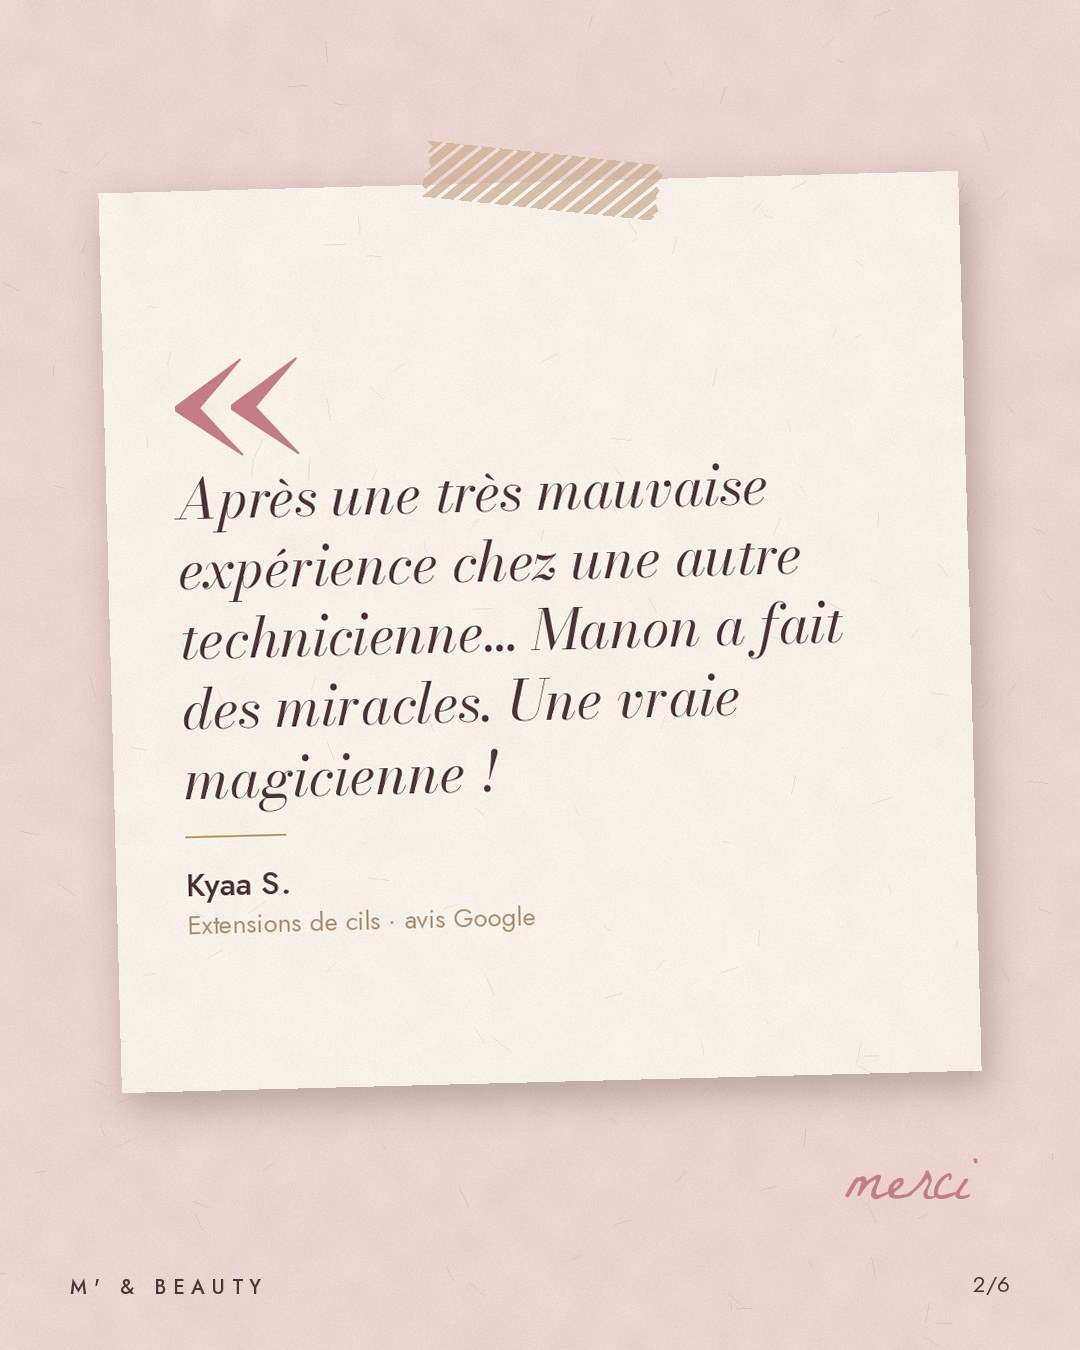 «
Après une très mauvaise
expérience chez une autre
technicienne... Manon a fait
des miracles. Une vraie
magicienne !
Kyaa S.
Extensions de cils · avis Google
merci
M' & BEAUTY
2/6